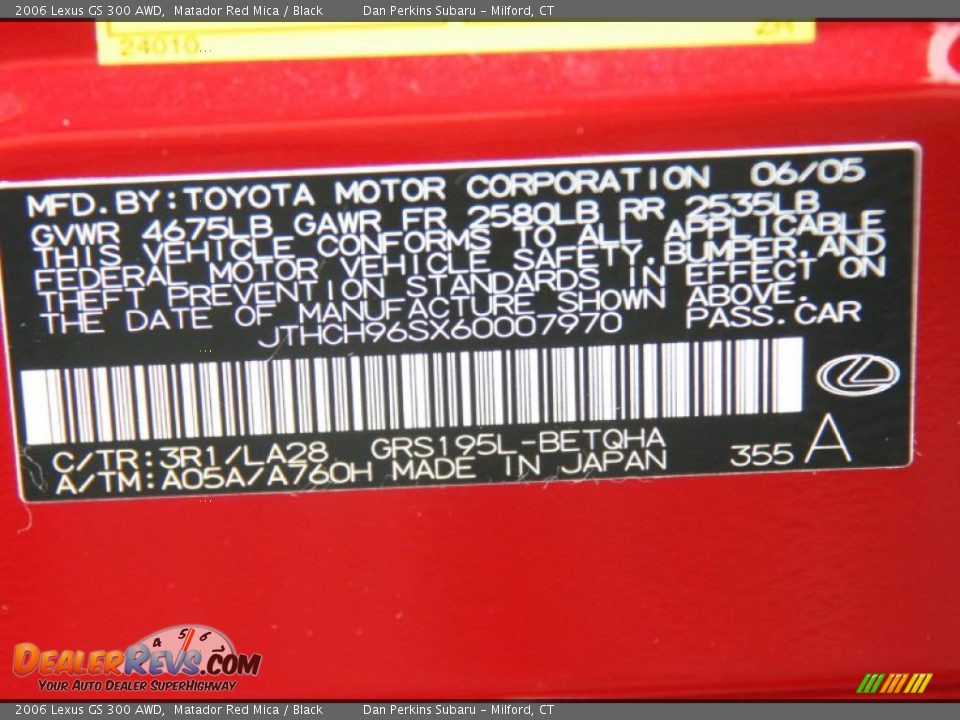 2006 Lexus GS 300 AWD, Matador Red Mica / Black Dan Perkins Subaru - Milford, CT
24010...
ZH
MFD. BY: TOYOTA MOTOR CORPORATION 06/05
GVWR 4675LB GAWR FR 2580LB RR 2535LB
THIS VEHICLE CONFORMS TO ALL APPLICABLE
FEDERAL MOTOR VEHICLE SAFETY, BUMPER, AND
THEFT PREVENTION STANDARDS IN EFFECT ON
THE DATE OF MANUFACTURE SHOWN ABOVE.
JTHCH96SX60007970 PASS. CAR
C/TR: 3R1/LA28 GRS195L-BETQHA
A/TM: A05A/A760H MADE IN JAPAN 355 A
4 5 6
DEALERREVS.COM
YOUR AUTO DEALER SUPERHIGHWAY
2006 Lexus GS 300 AWD, Matador Red Mica / Black Dan Perkins Subaru - Milford, CT